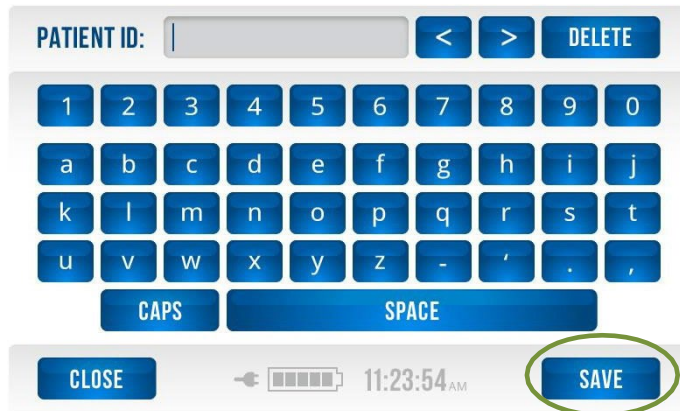 PATIENT ID: < > DELETE
1 2 3 4 5 6 7 8 9 0
a b c d e f g h i j
k l m n o p q r s t
u v w x y z - ‘ . ,
CAPS SPACE
CLOSE 11:23:54 AM SAVE